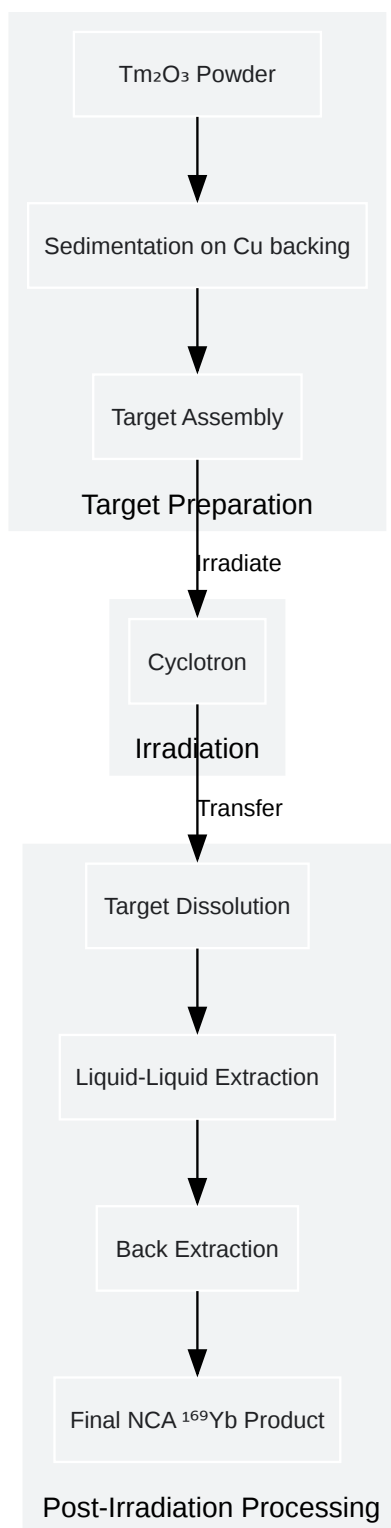 Tm₂O₃ Powder
Sedimentation on Cu backing
Target Assembly
Target Preparation
Irradiate
Cyclotron
Irradiation
Transfer
Target Dissolution
Liquid-Liquid Extraction
Back Extraction
Final NCA ¹⁶⁹Yb Product
Post-Irradiation Processing